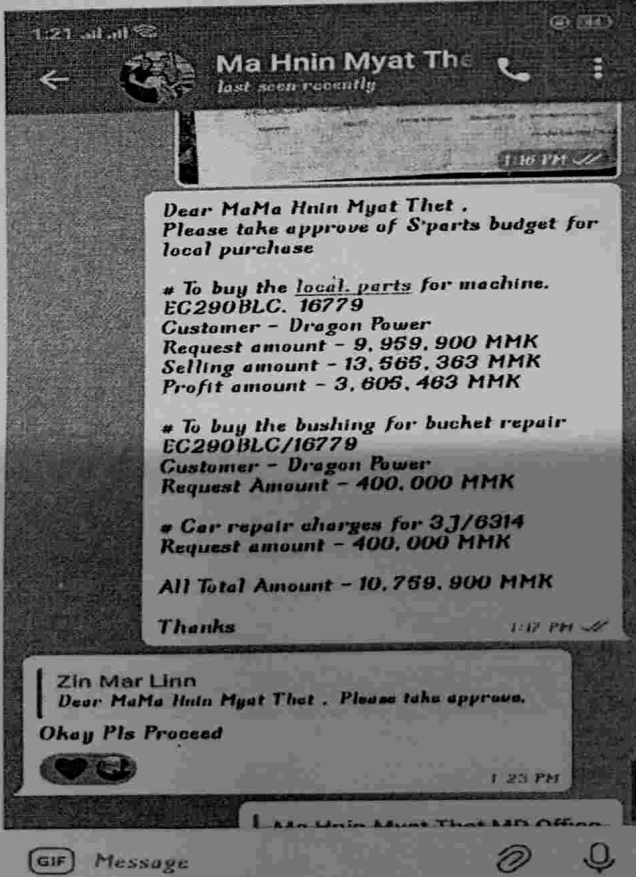 1:21
Ma Hnin Myat The
last seen recently
1:16 PM
Dear MaMa Hnin Myat Thet .
Please take approve of S'parts budget for
local purchase
# To buy the local. parts for machine.
EC290BLC. 16779
Customer - Dragon Power
Request amount - 9,959,900 MMK
Selling amount - 13,565,363 MMK
Profit amount - 3,605,463 MMK
# To buy the bushing for bucket repair
EC290BLC/16779
Customer - Dragon Power
Request Amount - 400,000 MMK
# Car repair charges for 3J/6314
Request amount - 400,000 MMK
All Total Amount - 10,759,900 MMK
Thanks
1:17 PM
Zin Mar Linn
Dear MaMa Hnin Myat Thet . Please take approve.
Okay Pls Proceed
1:23 PM
Ma Hnin Myat Thet MD Office
GIF Message